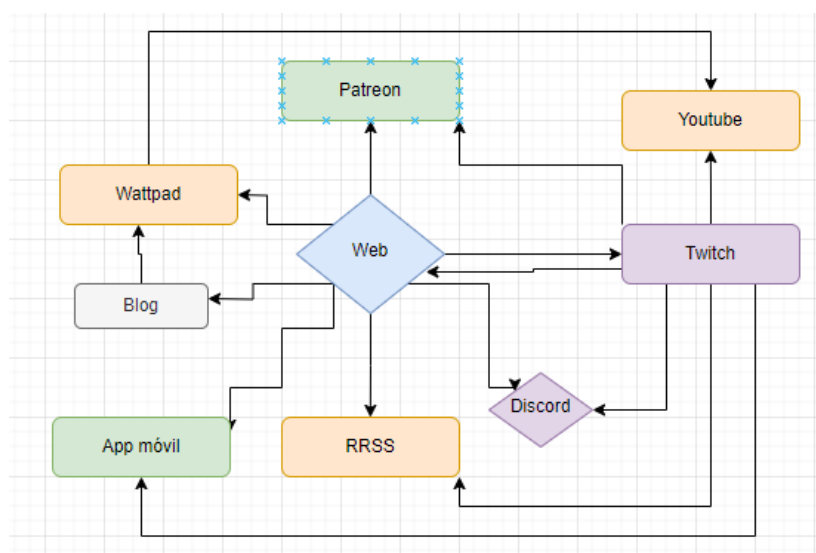 Patreon
Youtube
Wattpad
Web
Twitch
Blog
Discord
App móvil
RRSS